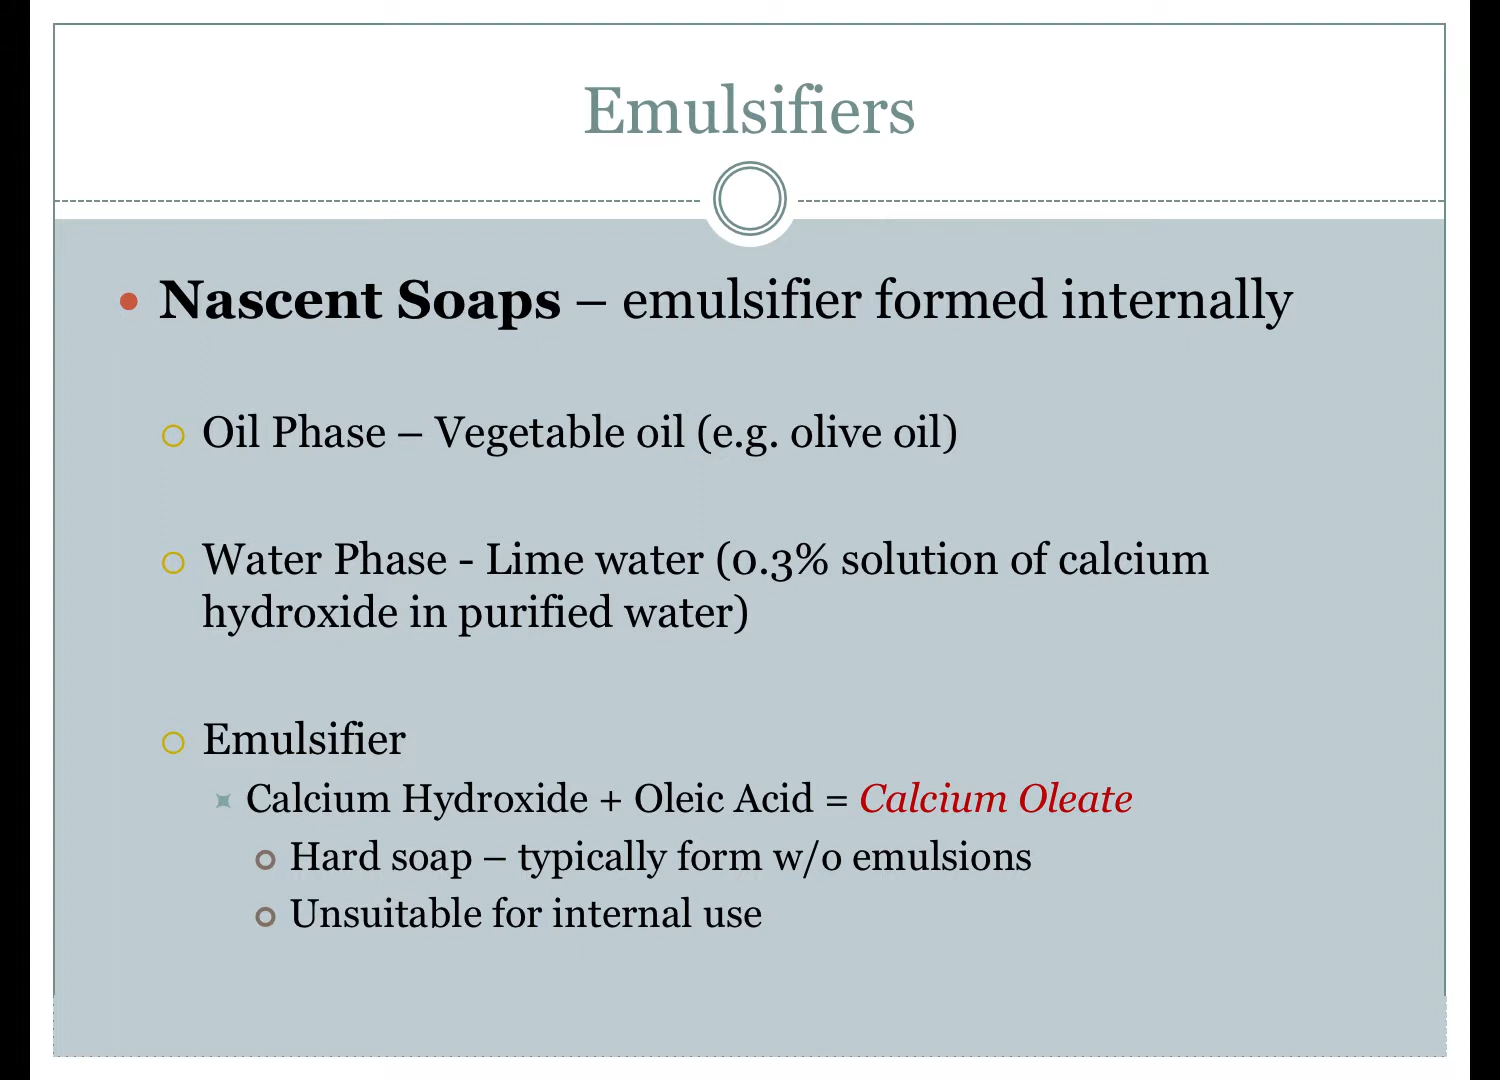 Emulsifiers
Nascent Soaps – emulsifier formed internally
Oil Phase – Vegetable oil (e.g. olive oil)
Water Phase - Lime water (0.3% solution of calcium
hydroxide in purified water)
Emulsifier
Calcium Hydroxide + Oleic Acid = Calcium Oleate
Hard soap – typically form w/o emulsions
Unsuitable for internal use